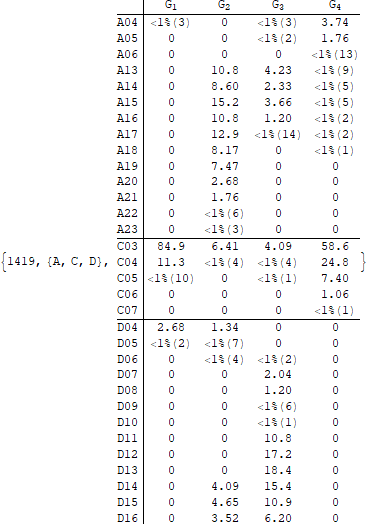 G1 G2 G3 G4
A04 <1%(3) 0 <1%(3) 3.74
A05 0 0 <1%(2) 1.76
A06 0 0 0 <1%(13)
A13 0 10.8 4.23 <1%(9)
A14 0 8.60 2.33 <1%(5)
A15 0 15.2 3.66 <1%(5)
A16 0 10.8 1.20 <1%(2)
A17 0 12.9 <1%(14) <1%(2)
A18 0 8.17 0 <1%(1)
A19 0 7.47 0 0
A20 0 2.68 0 0
A21 0 1.76 0 0
A22 0 <1%(6) 0 0
A23 0 <1%(3) 0 0
C03 84.9 6.41 4.09 58.6
{1419, {A, C, D}, C04 11.3 <1%(4) <1%(4) 24.8 }
C05 <1%(10) 0 <1%(1) 7.40
C06 0 0 0 1.06
C07 0 0 0 <1%(1)
D04 2.68 1.34 0 0
D05 <1%(2) <1%(7) 0 0
D06 0 <1%(4) <1%(2) 0
D07 0 0 2.04 0
D08 0 0 1.20 0
D09 0 0 <1%(6) 0
D10 0 0 <1%(1) 0
D11 0 0 10.8 0
D12 0 0 17.2 0
D13 0 0 18.4 0
D14 0 4.09 15.4 0
D15 0 4.65 10.9 0
D16 0 3.52 6.20 0